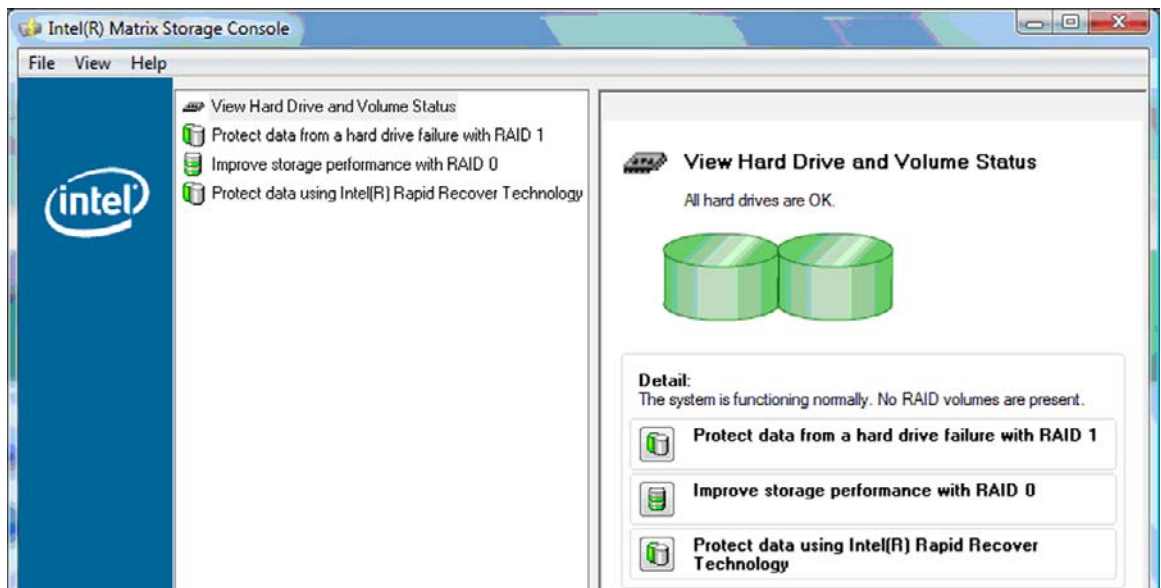 Intel(R) Matrix Storage Console
File View Help
intel
View Hard Drive and Volume Status
Protect data from a hard drive failure with RAID 1
Improve storage performance with RAID 0
Protect data using Intel(R) Rapid Recover Technology
View Hard Drive and Volume Status
All hard drives are OK.
Detail:
The system is functioning normally. No RAID volumes are present.
Protect data from a hard drive failure with RAID 1
Improve storage performance with RAID 0
Protect data using Intel(R) Rapid Recover
Technology